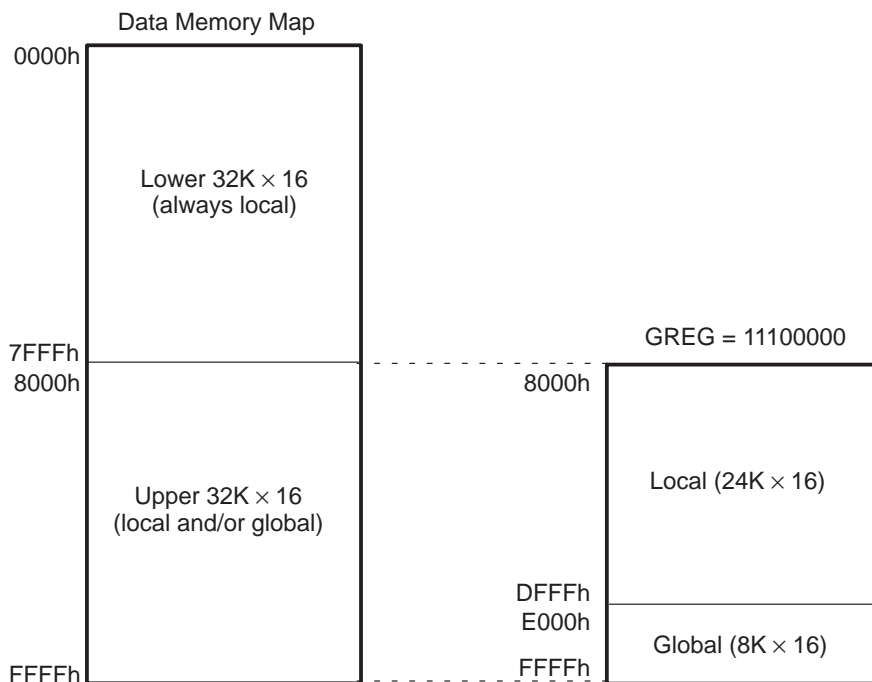 Data Memory Map
0000h
Lower 32K × 16
(always local)
7FFFh
8000h
Upper 32K × 16
(local and/or global)
FFFFh
GREG = 11100000
8000h
Local (24K × 16)
DFFFh
E000h
Global (8K × 16)
FFFFh